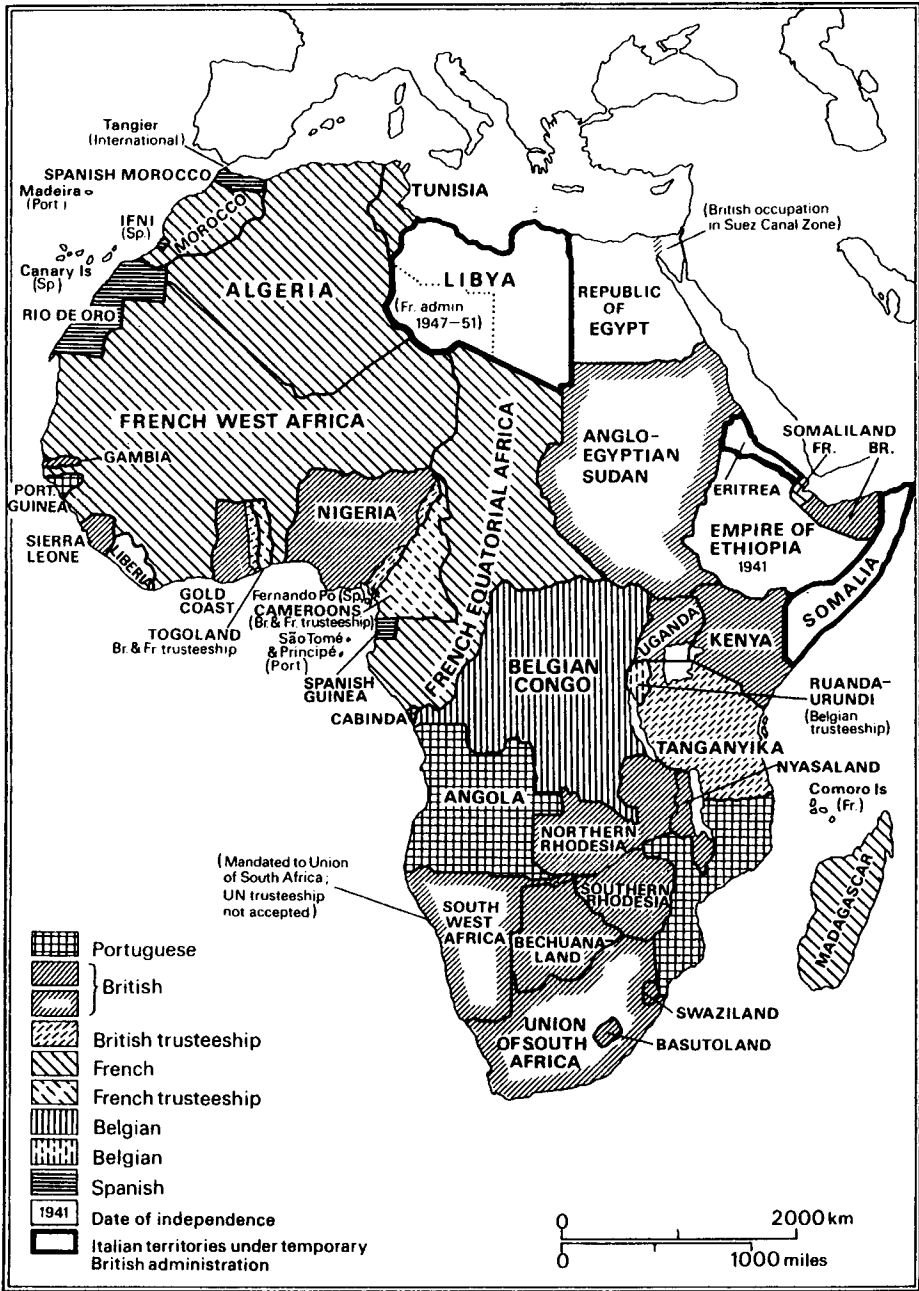 Tangier
(International)
SPANISH MOROCCO
Madeira
(Port)
IFNI
(Sp.)
MOROCCO
Canary Is
(Sp)
RIO DE ORO
ALGERIA
TUNISIA
LIBYA
(Fr. admin
1947–51)
(British occupation
in Suez Canal Zone)
REPUBLIC
OF
EGYPT
FRENCH WEST AFRICA
GAMBIA
PORT.
GUINEA
SIERRA
LEONE
LIBERIA
GOLD
COAST
TOGOLAND
Br. & Fr. trusteeship
NIGERIA
Fernando Po (Sp)
CAMEROONS
(Br. & Fr. trusteeship)
São Tomé
& Principé
(Port)
SPANISH
GUINEA
CABINDA
FRENCH EQUATORIAL AFRICA
ANGLO-
EGYPTIAN
SUDAN
SOMALILAND
FR. BR.
ERITREA
EMPIRE OF
ETHIOPIA
1941
SOMALIA
UGANDA
KENYA
BELGIAN
CONGO
RUANDA-
URUNDI
(Belgian
trusteeship)
TANGANYIKA
NYASALAND
Comoro Is
(Fr.)
ANGOLA
NORTHERN
RHODESIA
(Mandated to Union
of South Africa;
UN trusteeship
not accepted)
SOUTH
WEST
AFRICA
SOUTHERN
RHODESIA
BECHUANA-
LAND
MADAGASCAR
SWAZILAND
UNION
OF SOUTH
AFRICA
BASUTOLAND
Portuguese
British
British trusteeship
French
French trusteeship
Belgian
Belgian
Spanish
1941 Date of independence
Italian territories under temporary
British administration
0 2000 km
0 1000 miles